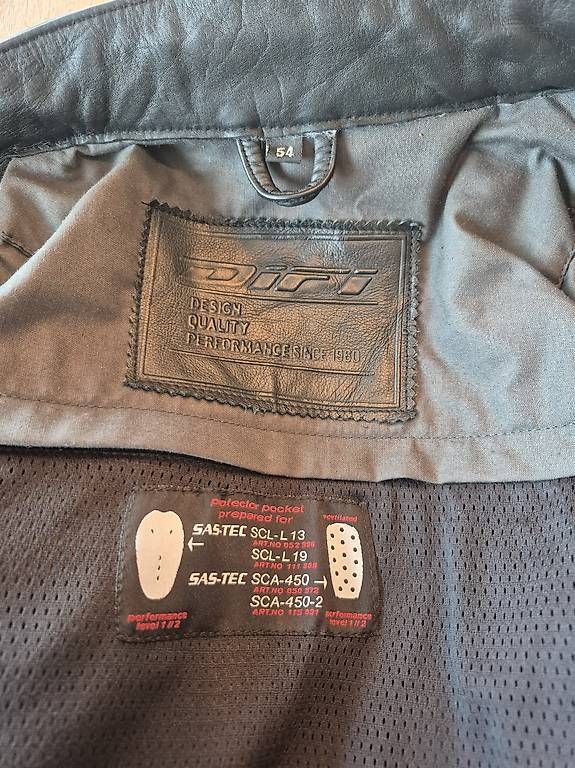 54
DIFI
DESIGN
QUALITY
PERFORMANCE SINCE 1980
Potector pocket
prepared for
ventilated
SAS-TEC SCL-L 13
SCL-L 19
SAS-TEC SCA-450
SCA-450-2
performance
level 1 // 2
performance
level 1 // 2